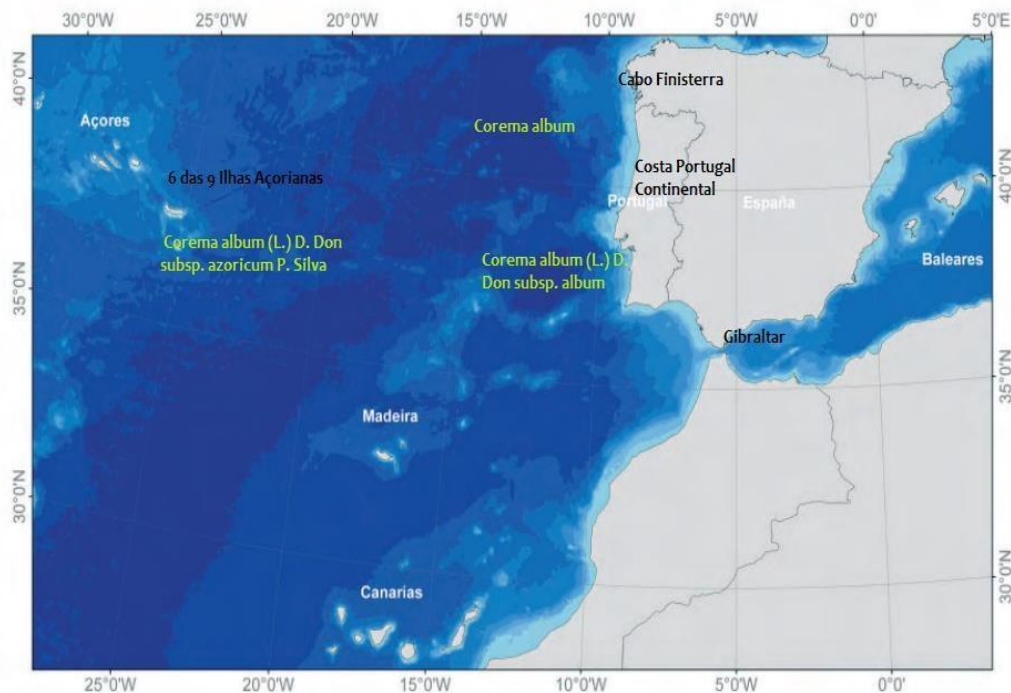 30°0'W 25°0'W 20°0'W 15°0'W 10°0'W 5°0'W 0°0' 5°0'E
40°0'N
Cabo Finisterra
Açores
Corema album
6 das 9 Ilhas Açorianas
Costa Portugal
Continental
40°0'N
Portugal
España
Corema album (L.) D. Don
subsp. azoricum P. Silva
Corema album (L.) D.
Don subsp. album
Baleares
35°0'N
Gibraltar
35°0'N
Madeira
30°0'N
Canarias
30°0'N
25°0'W 20°0'W 15°0'W 10°0'W 5°0'W 0°0'